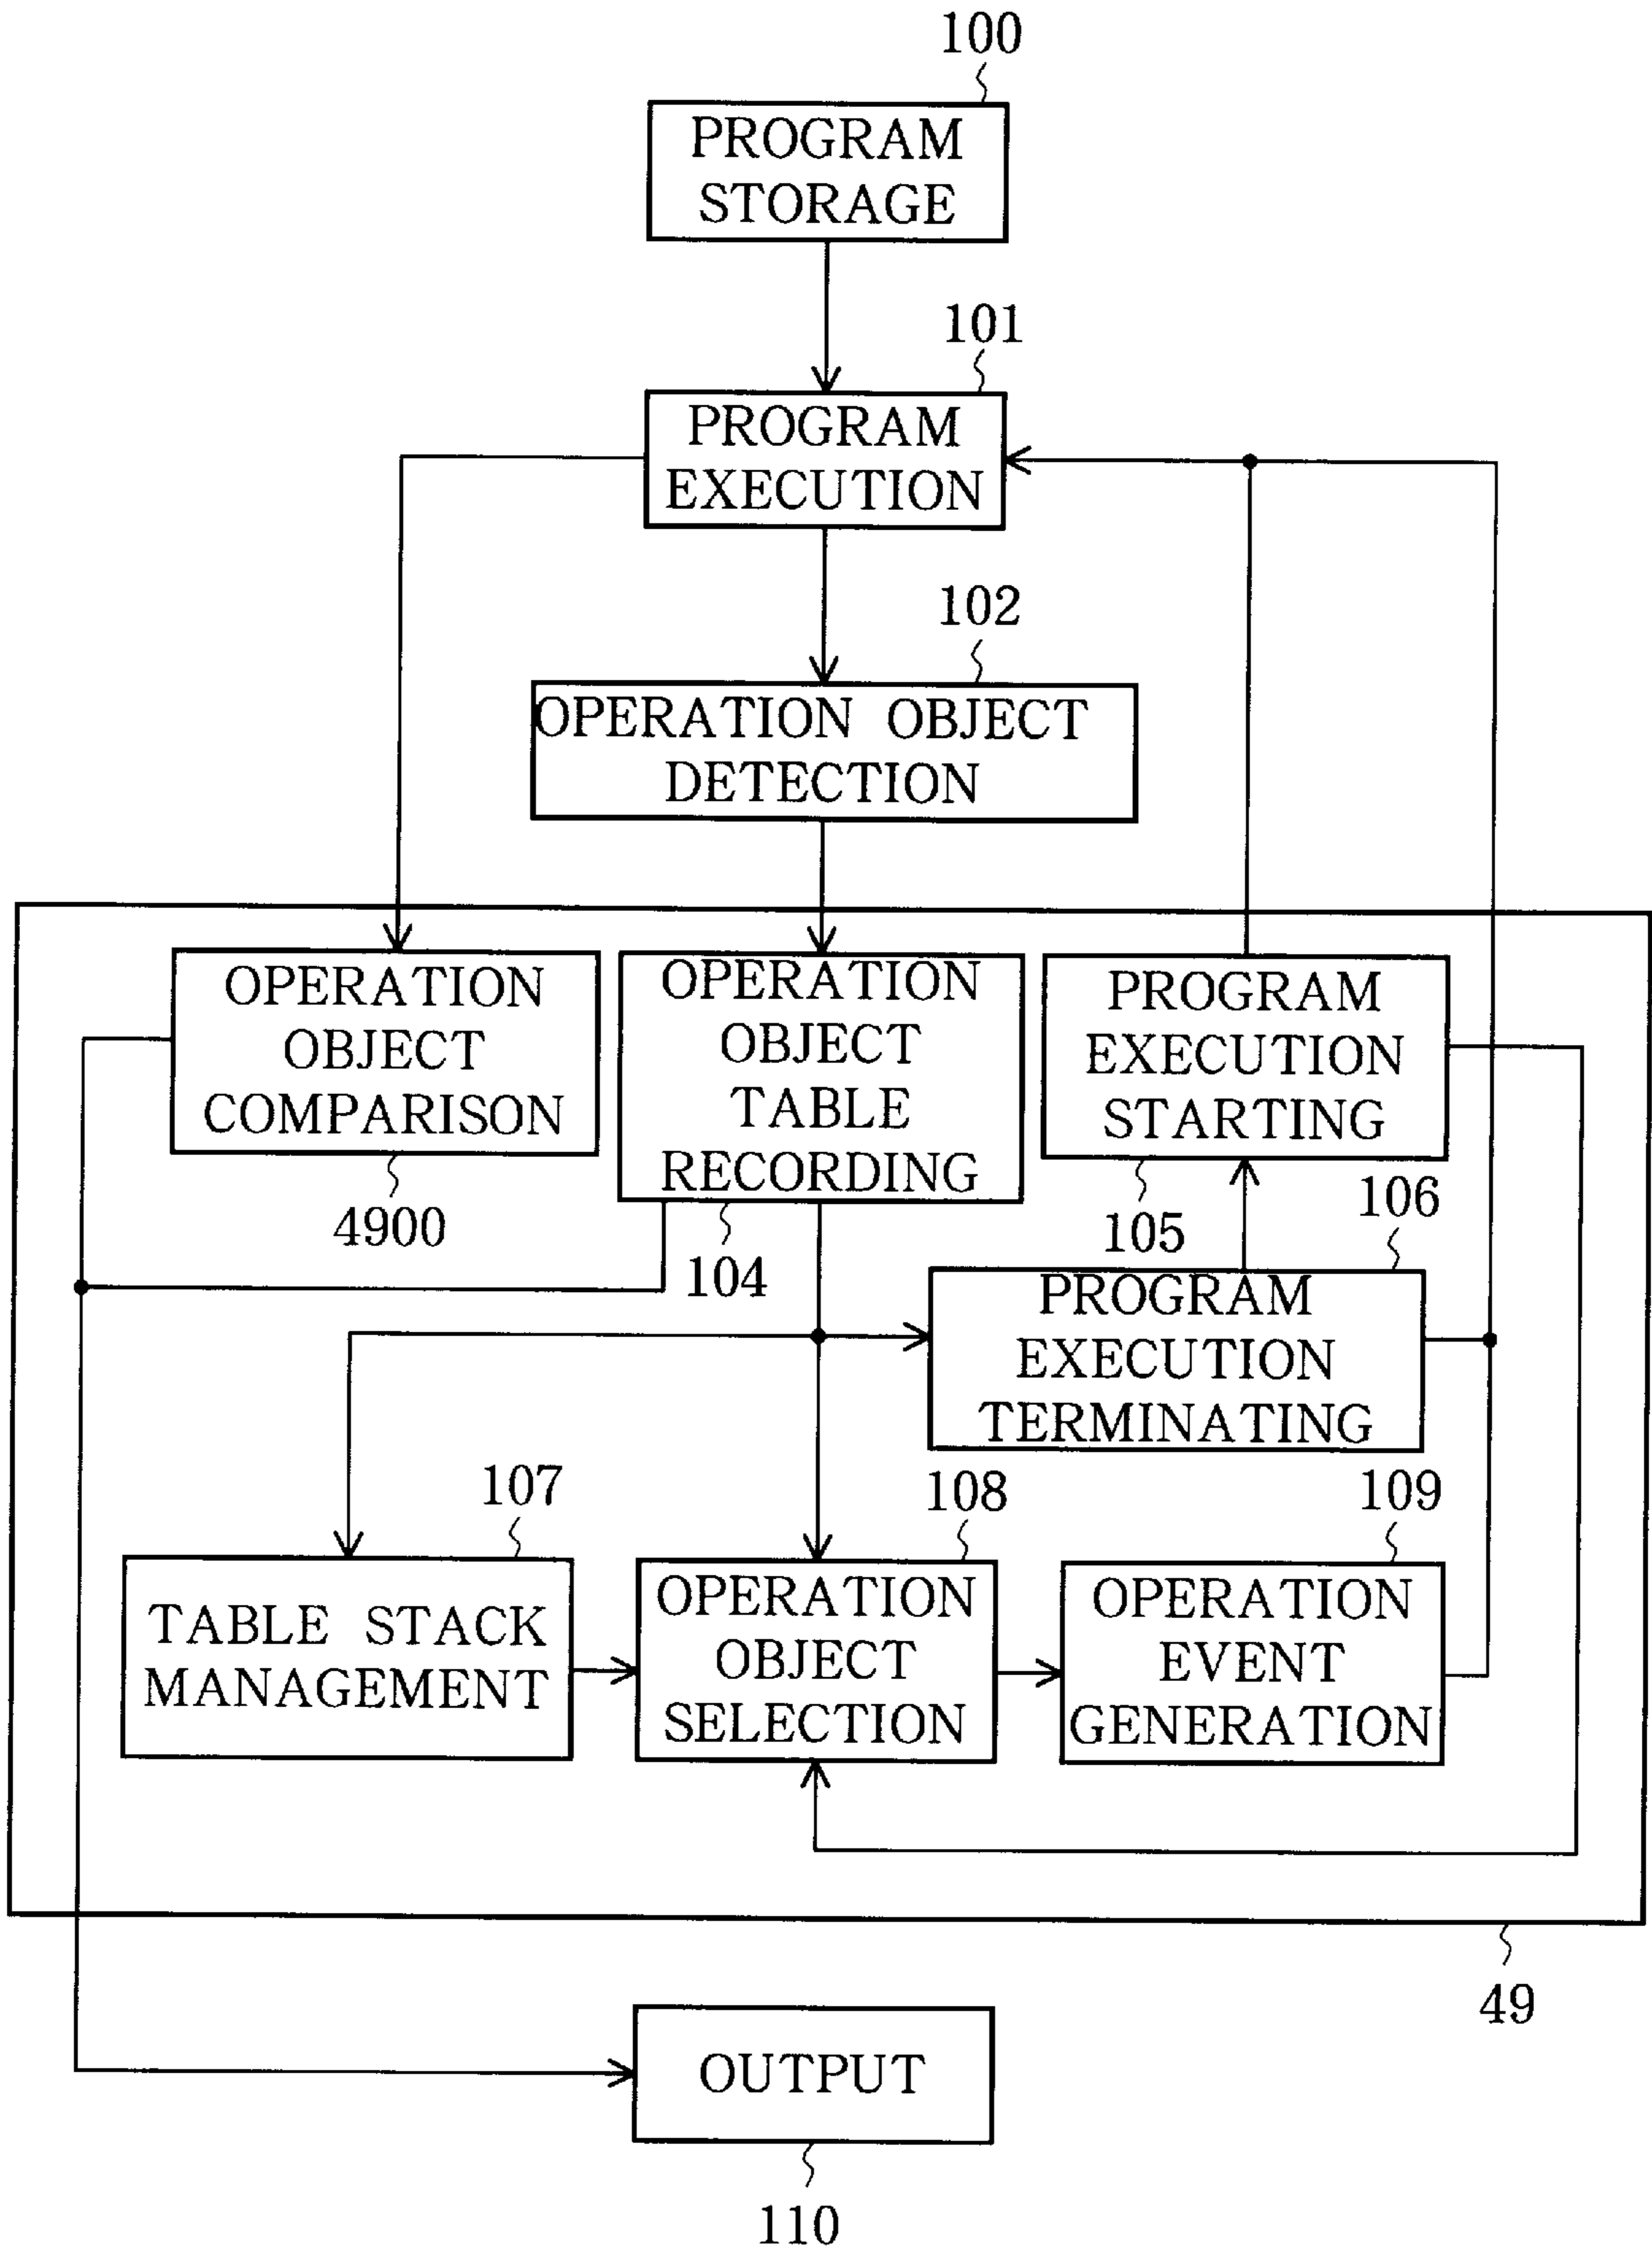 100
PROGRAM
STORAGE
101
PROGRAM
EXECUTION
102
OPERATION OBJECT
DETECTION
OPERATION
OBJECT
COMPARISON
4900
OPERATION
OBJECT
TABLE
RECORDING
104
PROGRAM
EXECUTION
STARTING
105
106
PROGRAM
EXECUTION
TERMINATING
107
TABLE STACK
MANAGEMENT
108
OPERATION
OBJECT
SELECTION
109
OPERATION
EVENT
GENERATION
49
OUTPUT
110